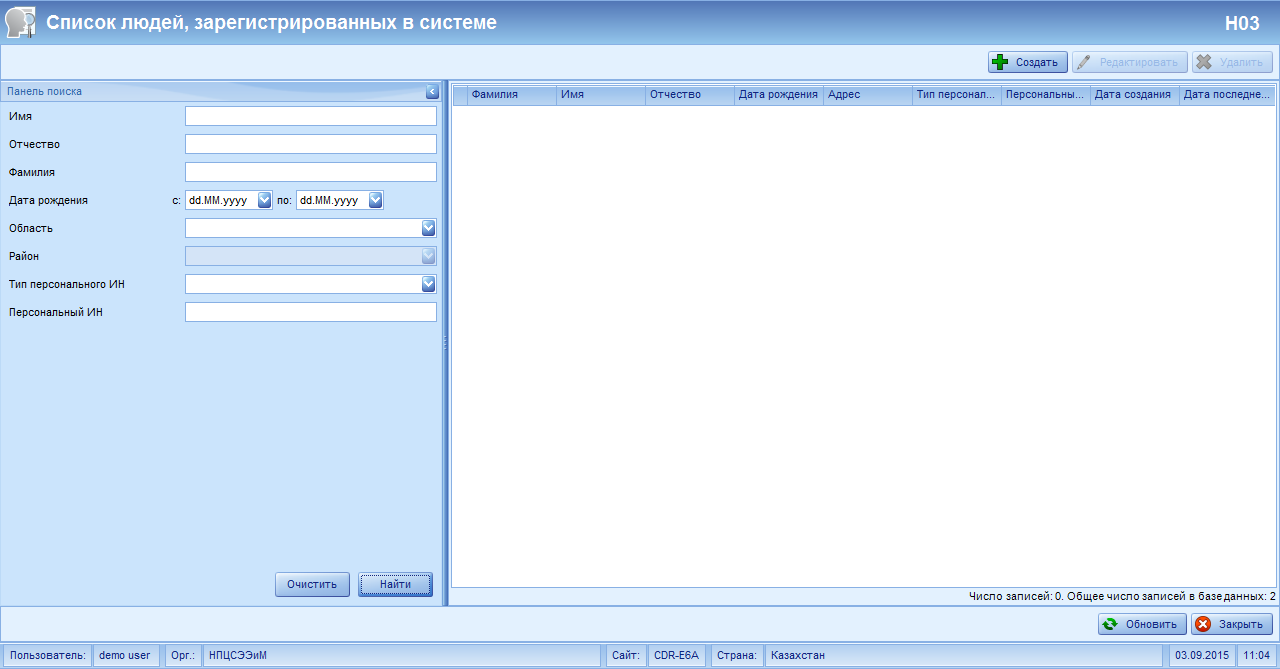 Список людей, зарегистрированных в системе H03
Создать Редактировать Удалить
Панель поиска
Фамилия Имя Отчество Дата рождения Адрес Тип персонал... Персональны... Дата создания Дата последне...
Имя
Отчество
Фамилия
Дата рождения с: dd.MM.yyyy по: dd.MM.yyyy
Область
Район
Тип персонального ИН
Персональный ИН
Очистить Найти
Число записей: 0. Общее число записей в базе данных: 2
Обновить Закрыть
Пользователь: demo user Орг.: НПЦСЭЭиМ Сайт: CDR-E6A Страна: Казахстан 03.09.2015 11:04